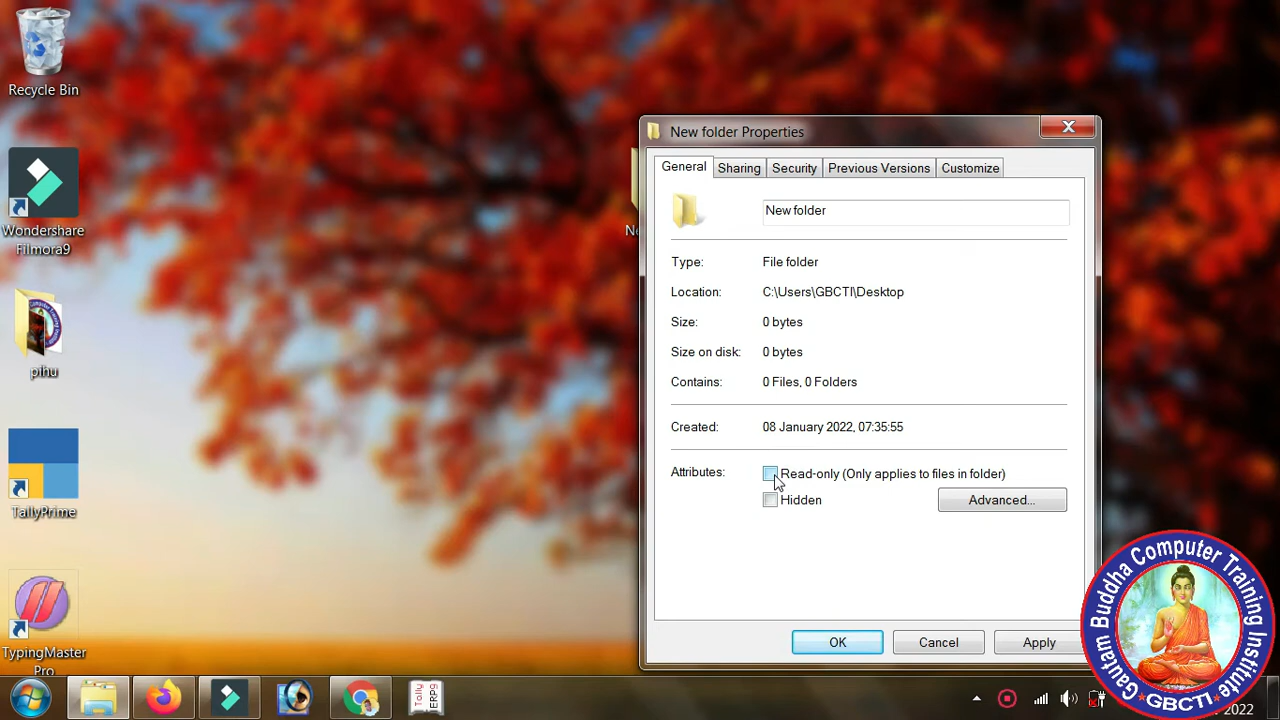 Recycle Bin
Wondershare
Filmora9
pihu
TallyPrime
TypingMaster
Pro
New folder Properties
General
Sharing
Security
Previous Versions
Customize
New folder
Type:
File folder
Location:
C:\Users\GBCTI\Desktop
Size:
0 bytes
Size on disk:
0 bytes
Contains:
0 Files, 0 Folders
Created:
08 January 2022, 07:35:55
Attributes:
Read-only (Only applies to files in folder)
Hidden
Advanced...
OK
Cancel
Apply
Tally
ERP9
Gautam Buddha Computer Training Institute
GBCTI
2022